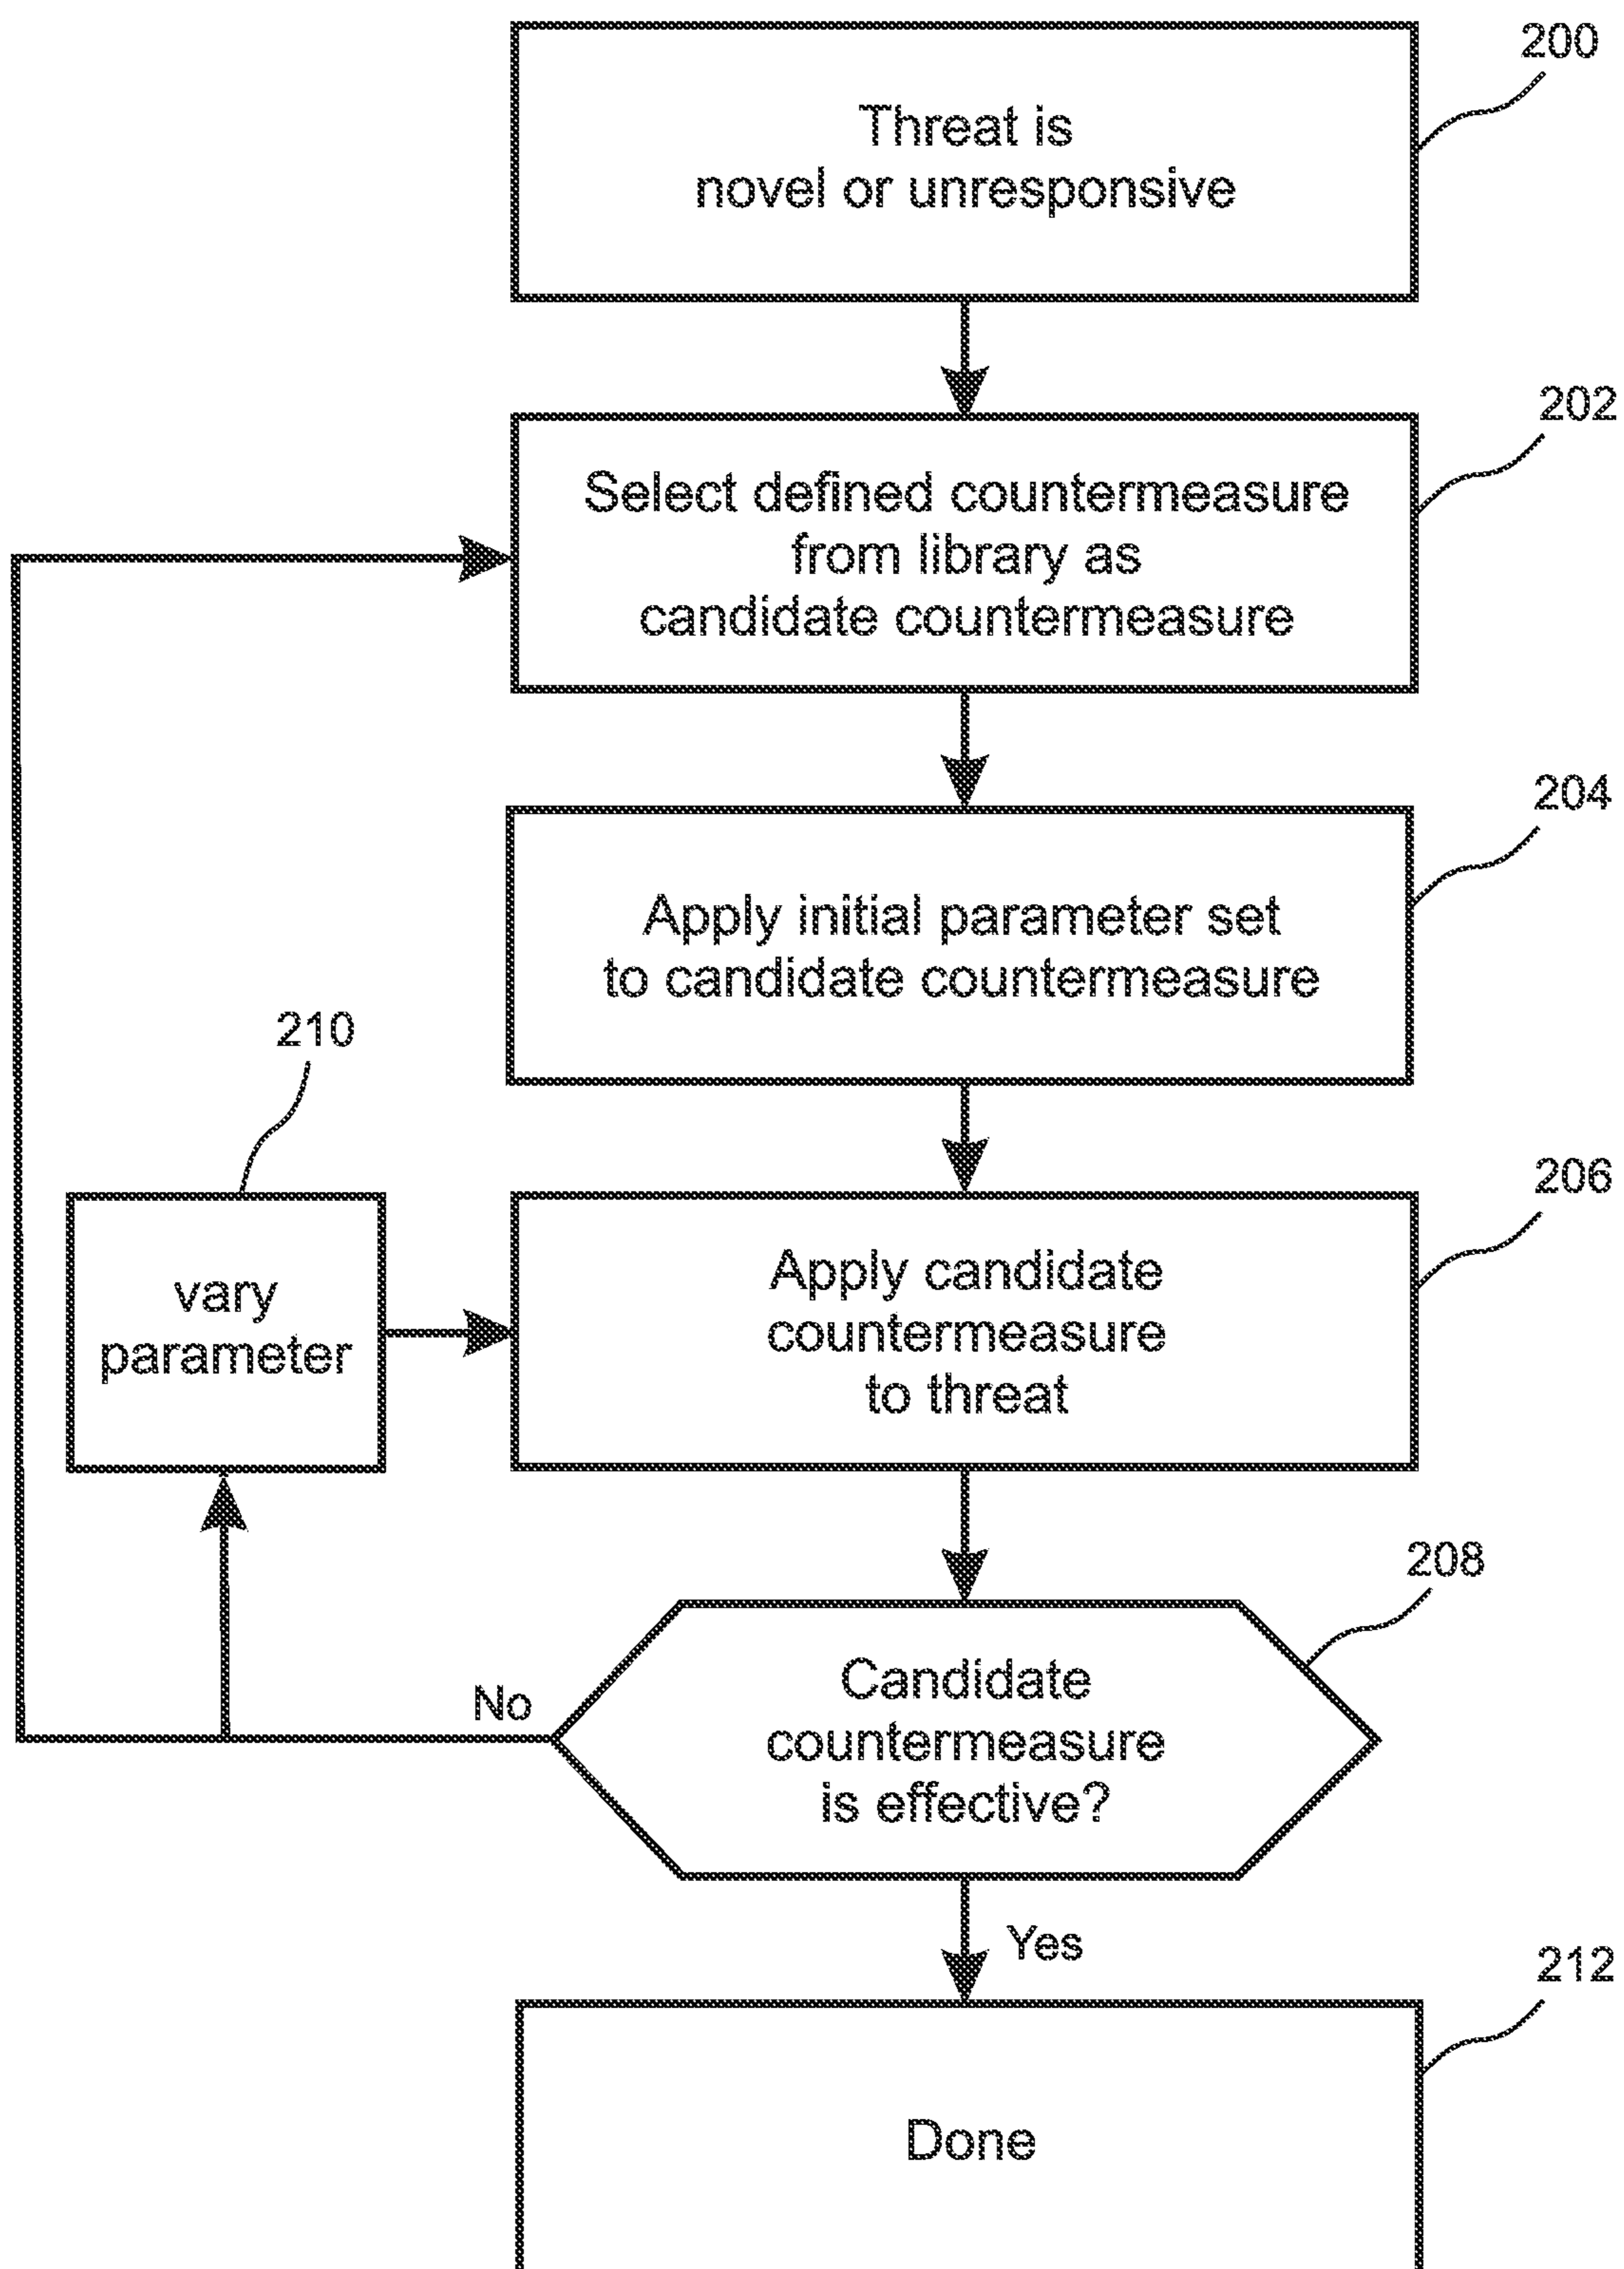 200
Threat is
novel or unresponsive
202
Select defined countermeasure
from library as
candidate countermeasure
204
Apply initial parameter set
to candidate countermeasure
210
vary
parameter
206
Apply candidate
countermeasure
to threat
208
No
Candidate
countermeasure
is effective?
Yes
212
Done